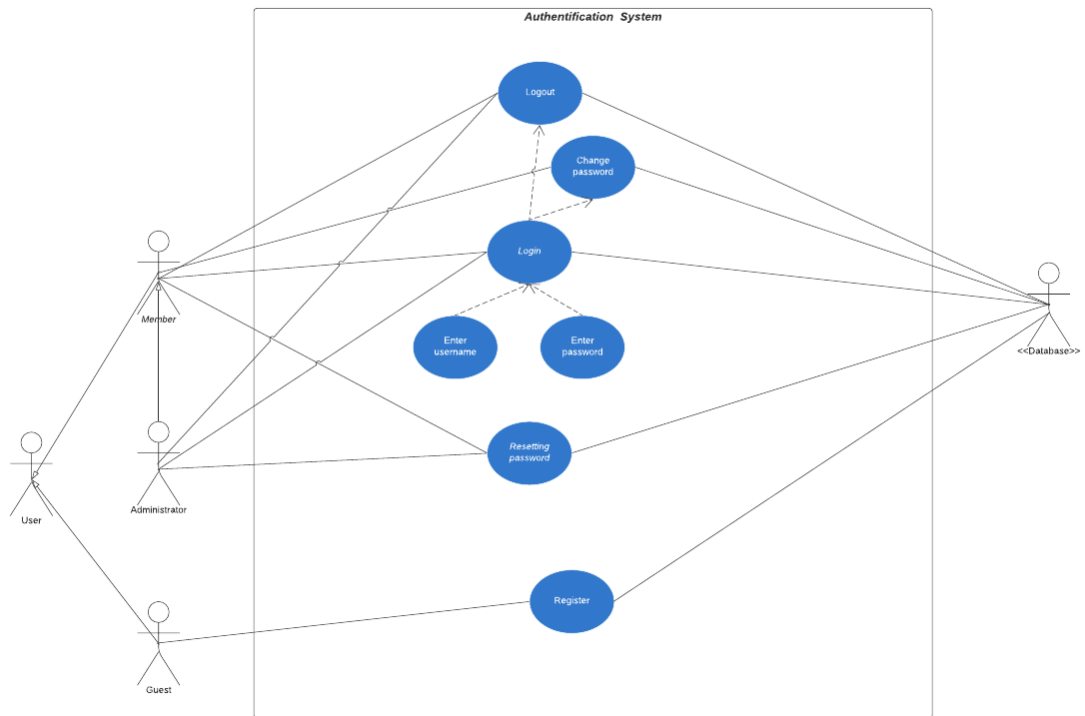 Authentification System
Logout
Change
password
Login
Member
Enter
username
Enter
password
<<Database>>
Resetting
password
Administrator
User
Register
Guest